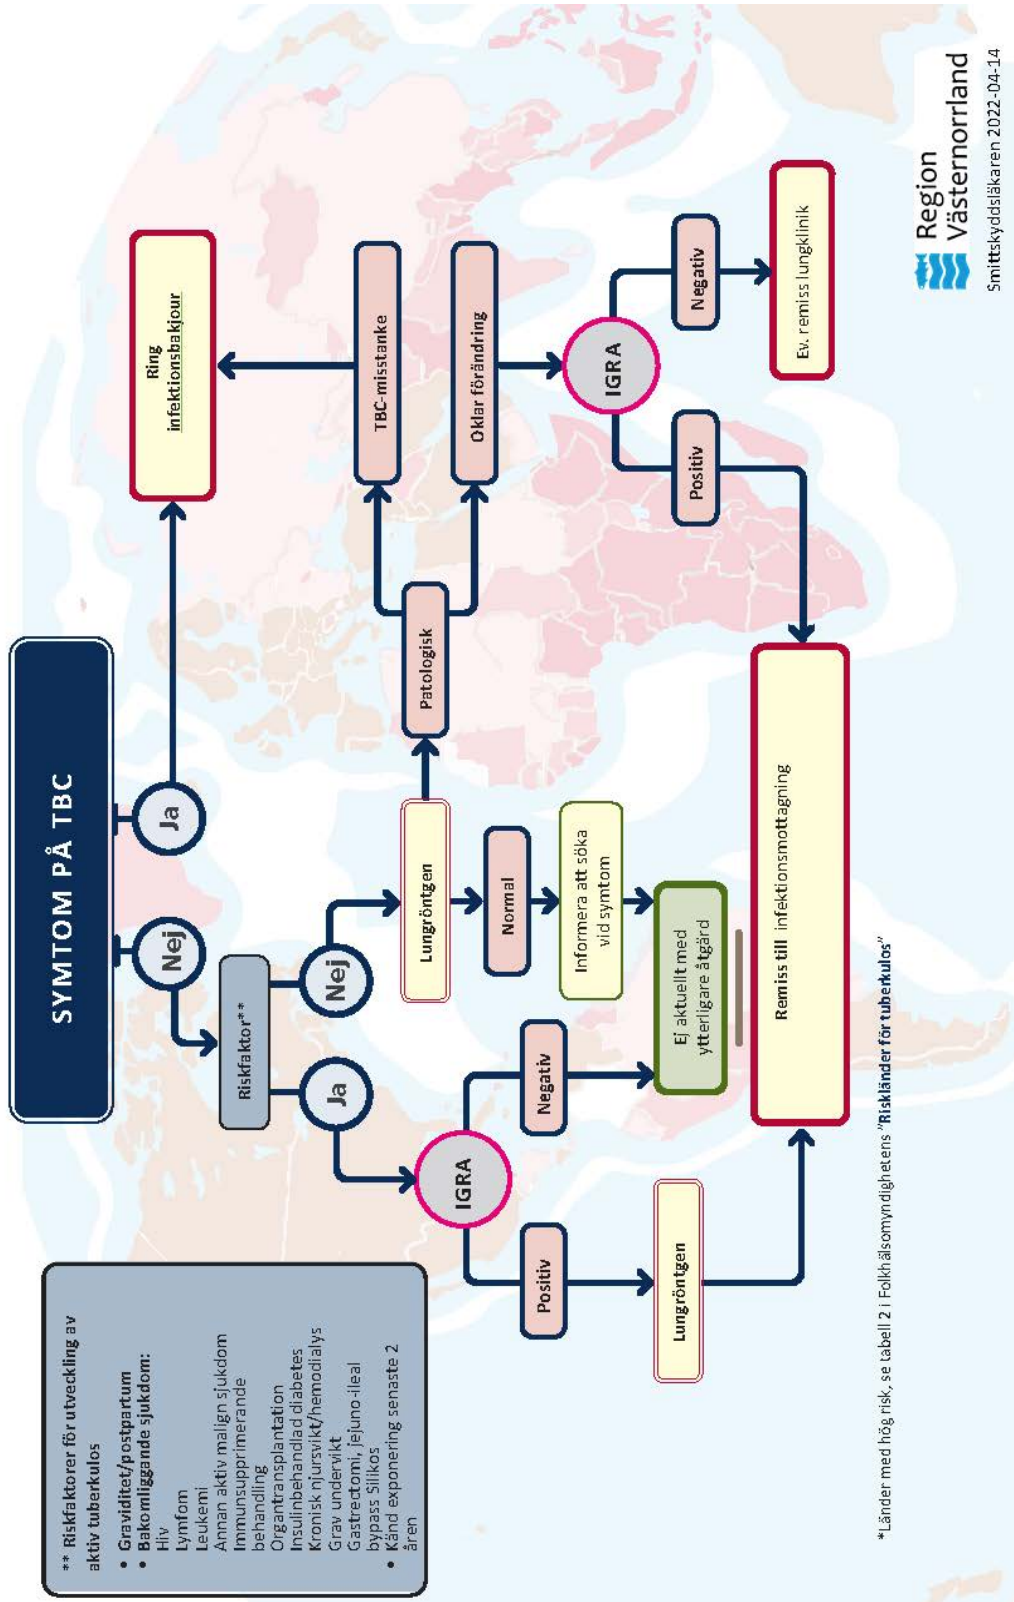 SYMTOM PÅ TBC
Nej
Ja
Ring
infektionsbakjour
Riskfaktor**
Ja
Nej
** Riskfaktorer för utveckling av
aktiv tuberkulos
• Graviditet/postpartum
• Bakomliggande sjukdom:
Hiv
Lymfom
Leukemi
Annan aktiv malign sjukdom
Immunsupprimerande
behandling
Organtransplantation
Insulinbehandlad diabetes
Kronisk njursvikt/hemodialys
Grav undervikt
Gastrectomi, jejuno-ileal
bypass Silikos
• Känd exponering senaste 2
åren
IGRA
Lungröntgen
Patologisk
TBC-misstanke
Oklar förändring
Positiv
Negativ
Normal
Informera att söka
vid symtom
IGRA
Positiv
Negativ
Lungröntgen
Ej aktuellt med
ytterligare åtgärd
Remiss till infektionsmottagning
Ev. remiss lungklinik
*Länder med hög risk, se tabell 2 i Folkhälsomyndighetens ”Riskländer för tuberkulos”
Region
Västernorrland
Smittskyddsläkaren 2022-04-14